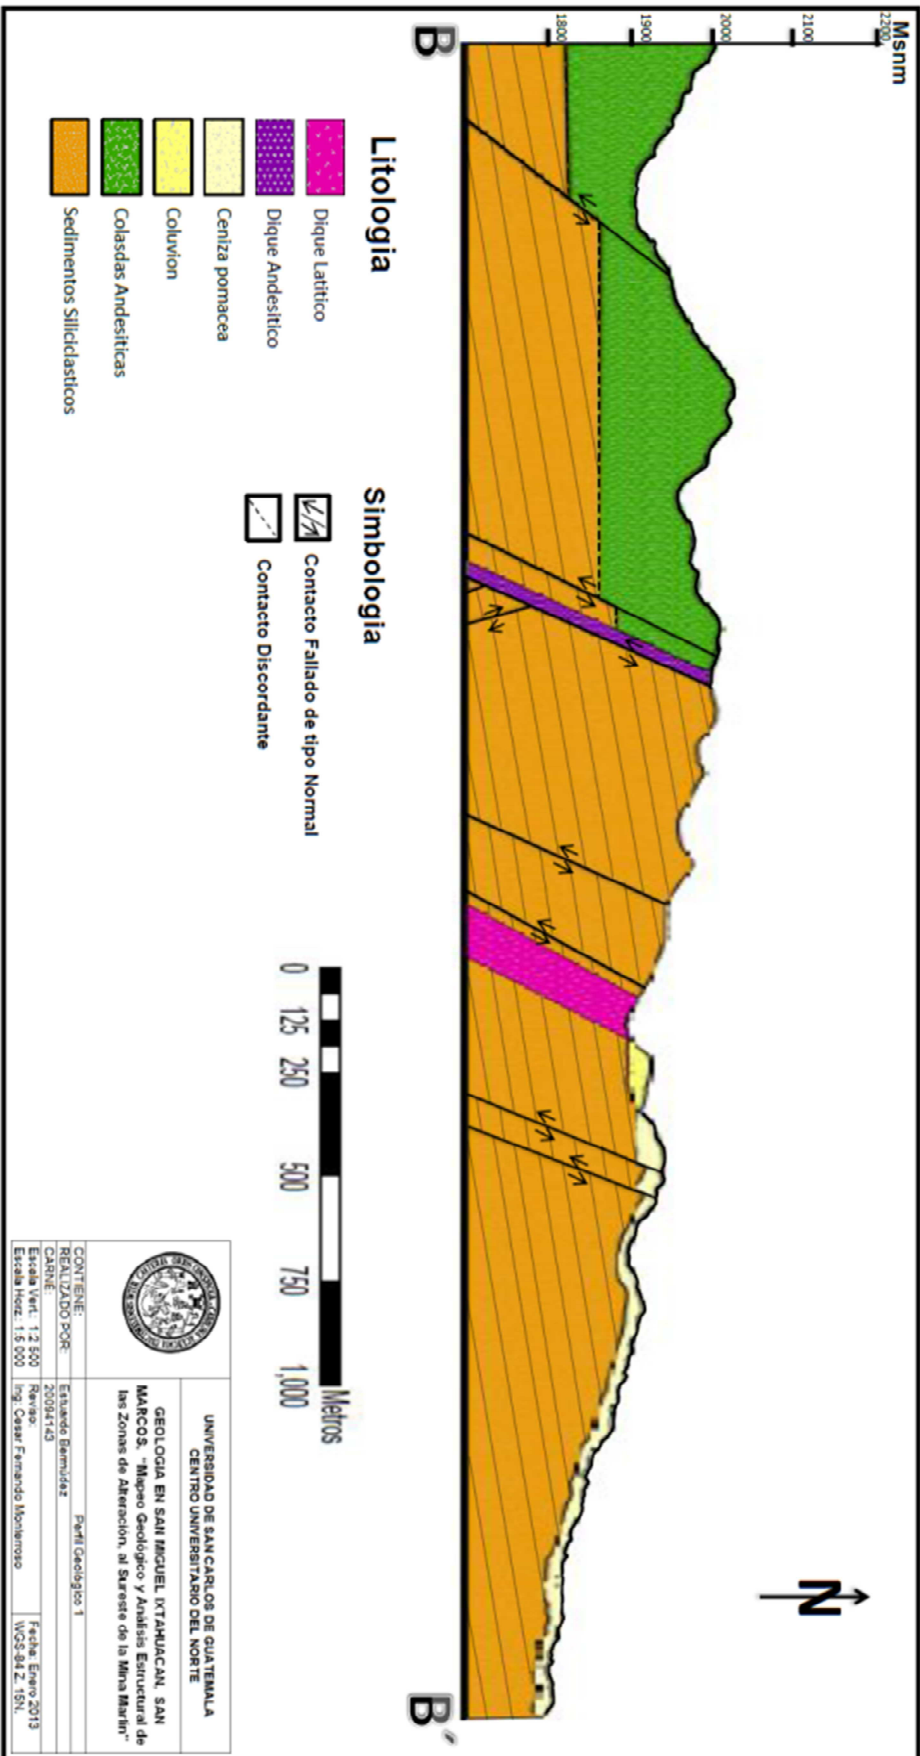 Msnm
2200
2100
2000
1900
1800
B
B´
N
Litologia
Dique Latitico
Dique Andesitico
Ceniza pomacea
Coluvion
Colasdas Andesiticas
Sedimentos Siliciclasticos
Simbologia
Contacto Fallado de tipo Normal
Contacto Discordante
Metros
0 125 250 500 750 1,000
UNIVERSIDAD DE SAN CARLOS DE GUATEMALA
CENTRO UNIVERSITARIO DEL NORTE
GEOLOGIA EN SAN MIGUEL IXTAHUACAN, SAN
MARCOS. "Mapeo Geológico y Análisis Estructural de
las Zonas de Alteración, al Sureste de la Mina Marlin"
CONTIENE: Perfil Geológico 1
REALIZADO POR: Estuardo Bermúdez
CARNÉ: 20094143
Escala Vert.: 1:2 500
Escala Horz.: 1:5 000
Reviso:
Ing: Cesar Fernando Monterroso
Fecha: Enero 2013
WGS-84 Z. 15N.